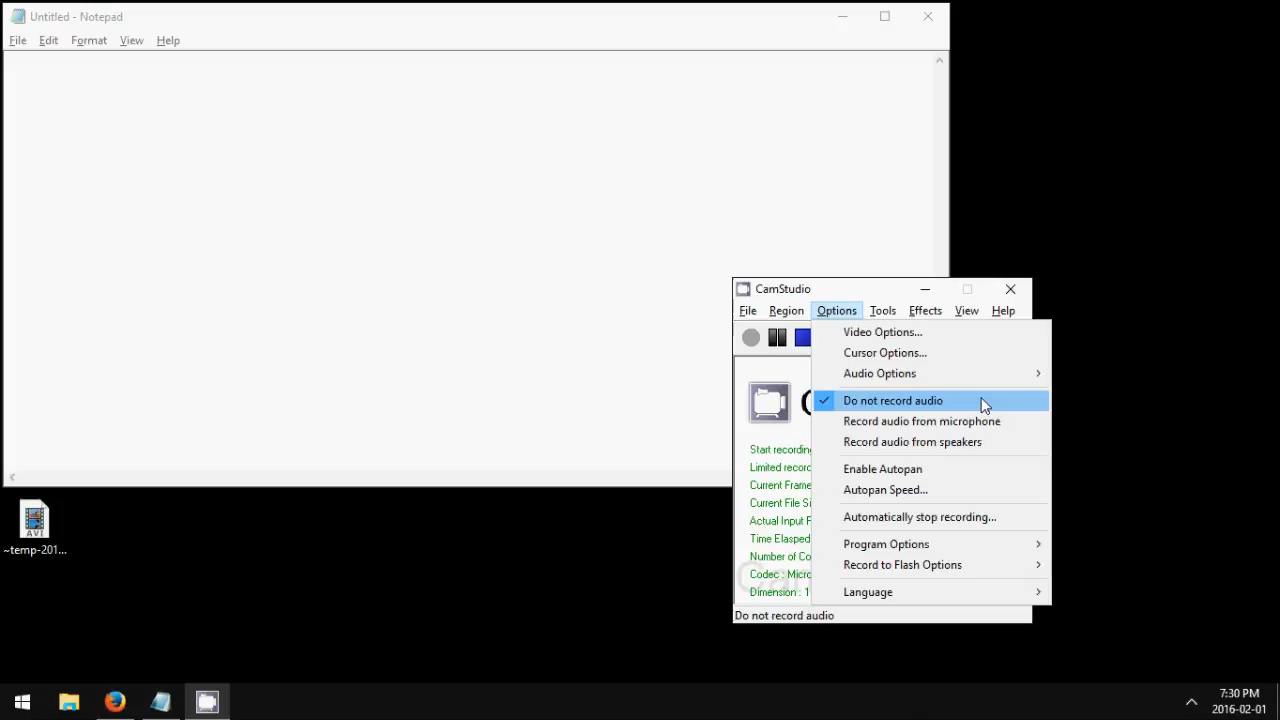 Untitled - Notepad
File Edit Format View Help
CamStudio
File Region Options Tools Effects View Help
Video Options...
Cursor Options...
Audio Options
Do not record audio
Record audio from microphone
Record audio from speakers
Enable Autopan
Autopan Speed...
Automatically stop recording...
Program Options
Record to Flash Options
Language
Start recording
Limited recor
Current Frame
Current File Si
Actual Input F
Time Elasped
Number of Co
Codec : Micro
Dimension : 1
Do not record audio
AVI
~temp-201...
7:30 PM
2016-02-01